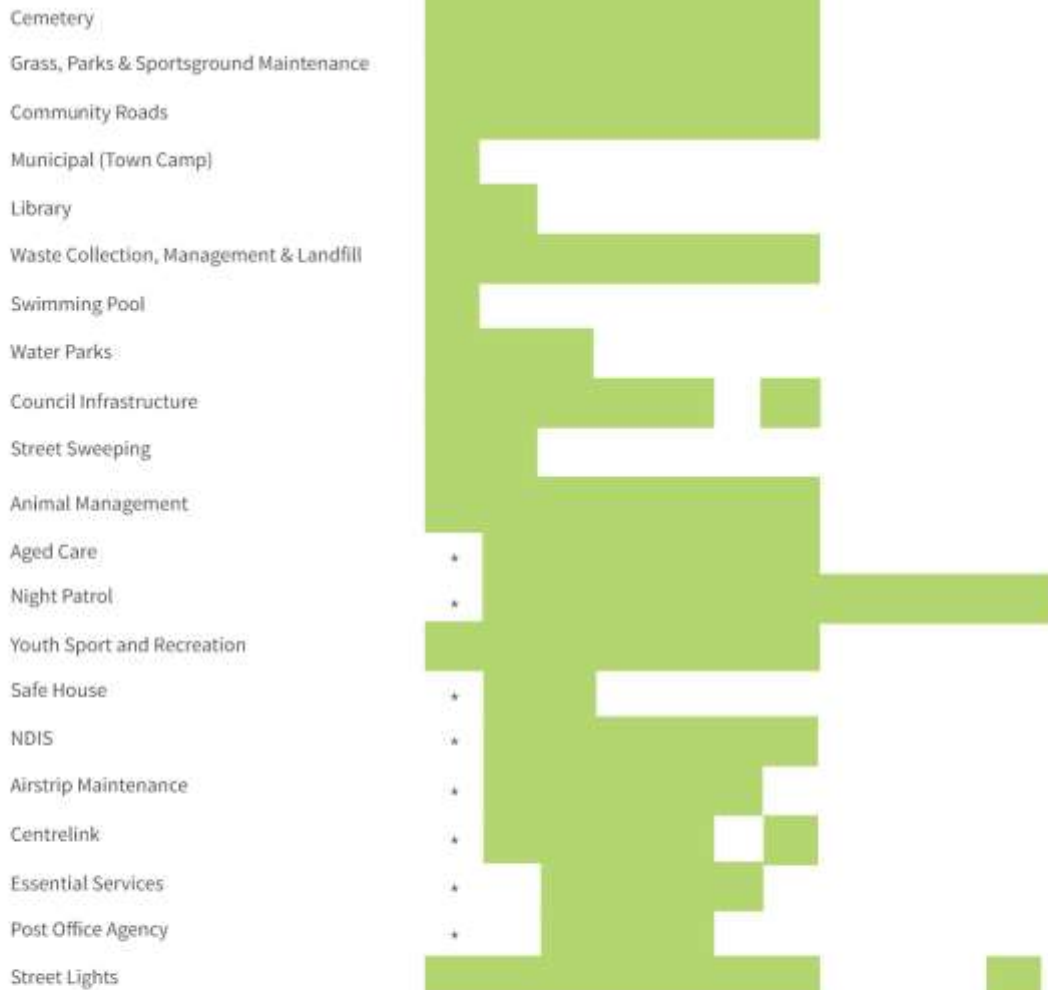 Cemetery
Grass, Parks & Sportsground Maintenance
Community Roads
Municipal (Town Camp)
Library
Waste Collection, Management & Landfill
Swimming Pool
Water Parks
Council Infrastructure
Street Sweeping
Animal Management
Aged Care *
Night Patrol *
Youth Sport and Recreation
Safe House *
NDIS *
Airstrip Maintenance *
Centrelink *
Essential Services *
Post Office Agency *
Street Lights